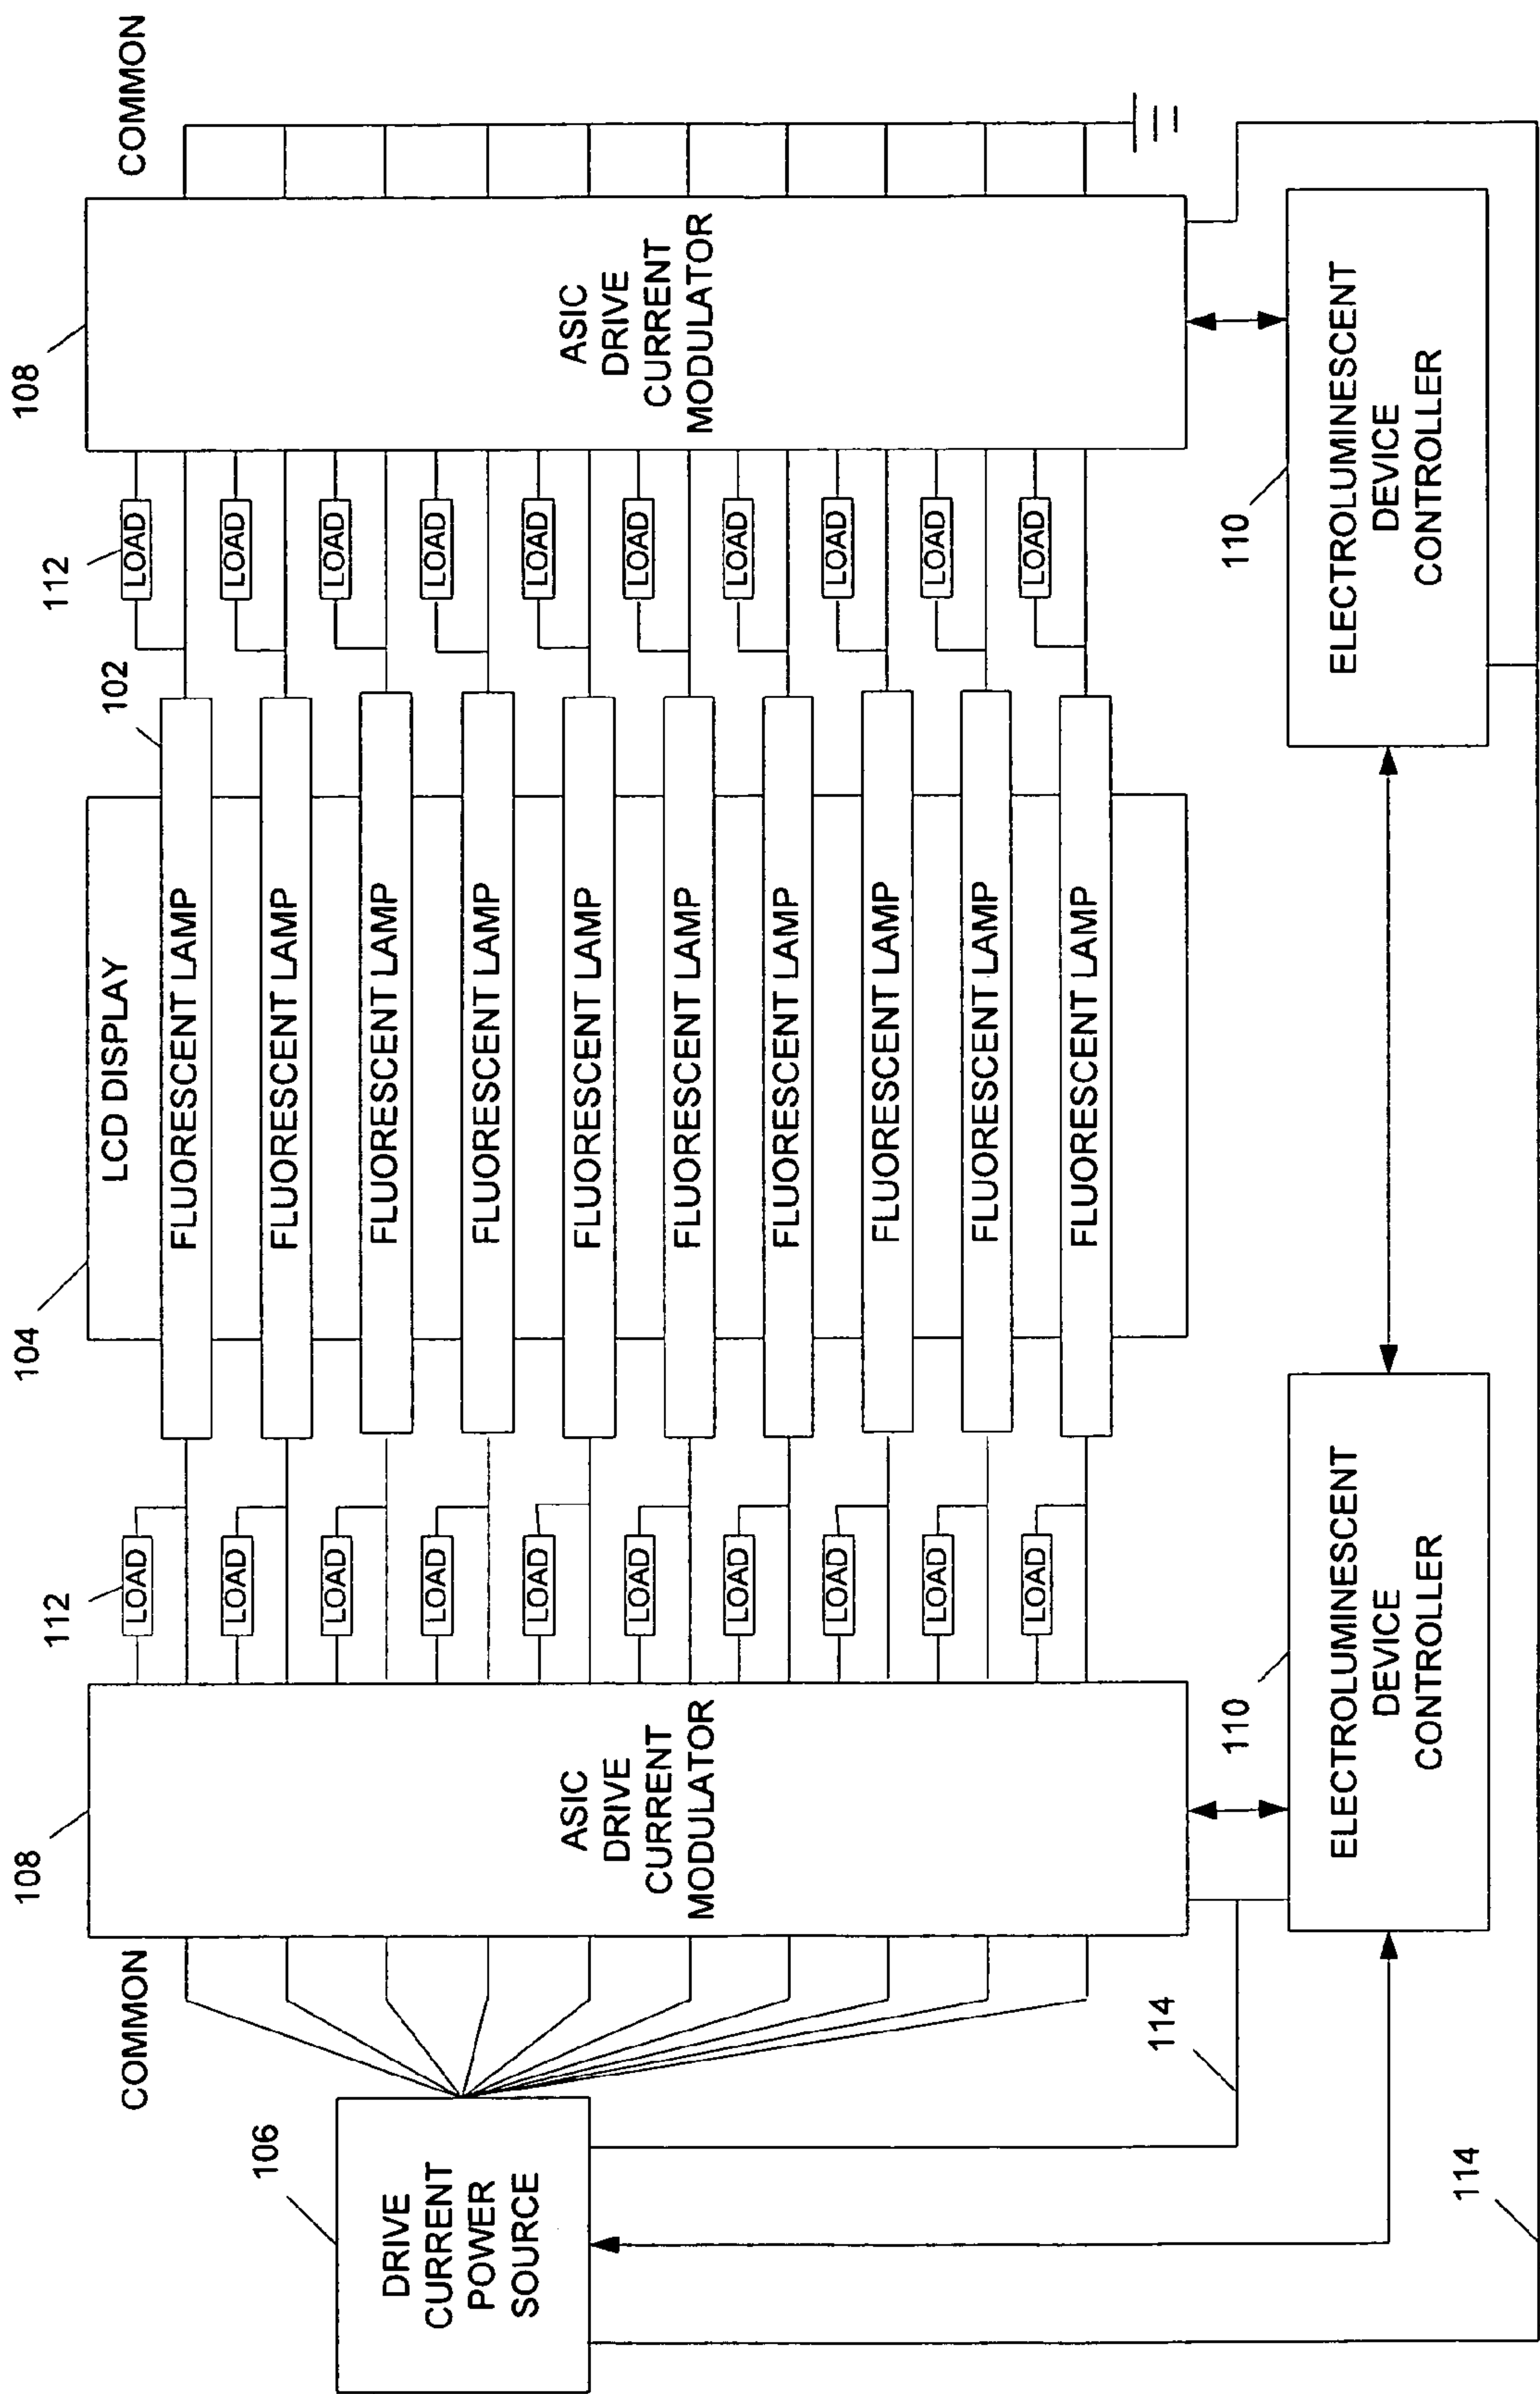 COMMON
COMMON
108
112
104
102
112
108
106
DRIVE
CURRENT
POWER
SOURCE
ASIC
DRIVE
CURRENT
MODULATOR
LOAD
LOAD
LOAD
LOAD
LOAD
LOAD
LOAD
LOAD
LOAD
LOAD
LCD DISPLAY
FLUORESCENT LAMP
FLUORESCENT LAMP
FLUORESCENT LAMP
FLUORESCENT LAMP
FLUORESCENT LAMP
FLUORESCENT LAMP
FLUORESCENT LAMP
FLUORESCENT LAMP
FLUORESCENT LAMP
FLUORESCENT LAMP
LOAD
LOAD
LOAD
LOAD
LOAD
LOAD
LOAD
LOAD
LOAD
LOAD
ASIC
DRIVE
CURRENT
MODULATOR
114
110
110
ELECTROLUMINESCENT
DEVICE
CONTROLLER
ELECTROLUMINESCENT
DEVICE
CONTROLLER
114